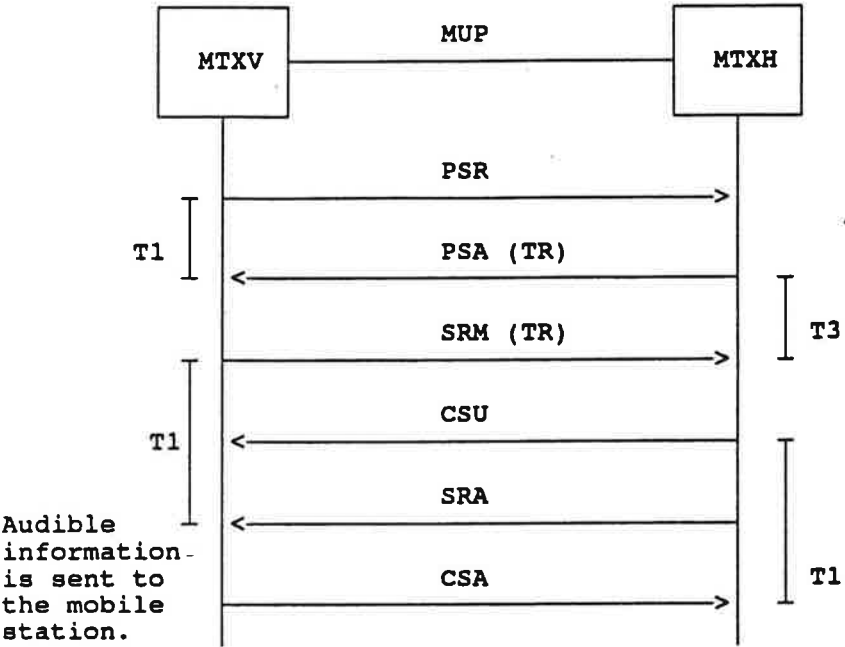 MUP
MTXV
MTXH
PSR
T1
PSA (TR)
T3
SRM (TR)
T1
CSU
SRA
Audible
information
is sent to
the mobile
station.
CSA
T1